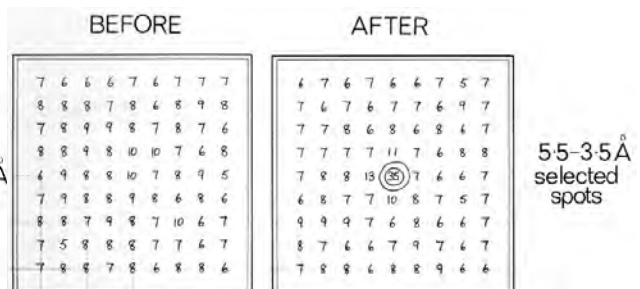 BEFORE AFTER
7 6 6 6 7 6 7 7 7 6 7 6 7 6 6 7 5 7
8 8 8 7 8 6 8 9 8 7 6 7 6 7 7 6 9 7
7 8 9 9 8 7 8 7 6 7 7 8 6 8 6 8 6 7
8 8 9 8 10 10 7 6 8 7 7 7 7 11 7 6 8 8 5·5–3·5Å
6 9 8 8 10 7 8 9 5 7 8 8 13 35 7 6 6 7 selected
7 9 8 8 9 8 6 8 6 6 8 7 7 10 8 7 5 7 spots
8 8 7 9 8 7 10 6 7 9 9 9 7 6 8 6 6 7
7 5 8 8 8 7 7 6 7 8 7 6 6 7 9 7 6 7
7 8 8 7 8 6 8 8 6 7 8 8 6 8 8 9 6 6